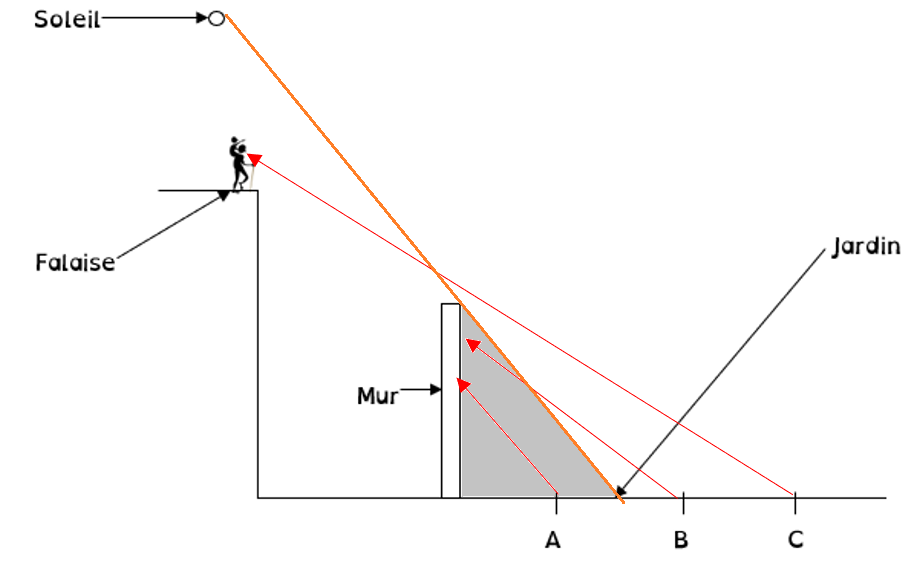 Soleil
Falaise
Jardin
Mur
A B C